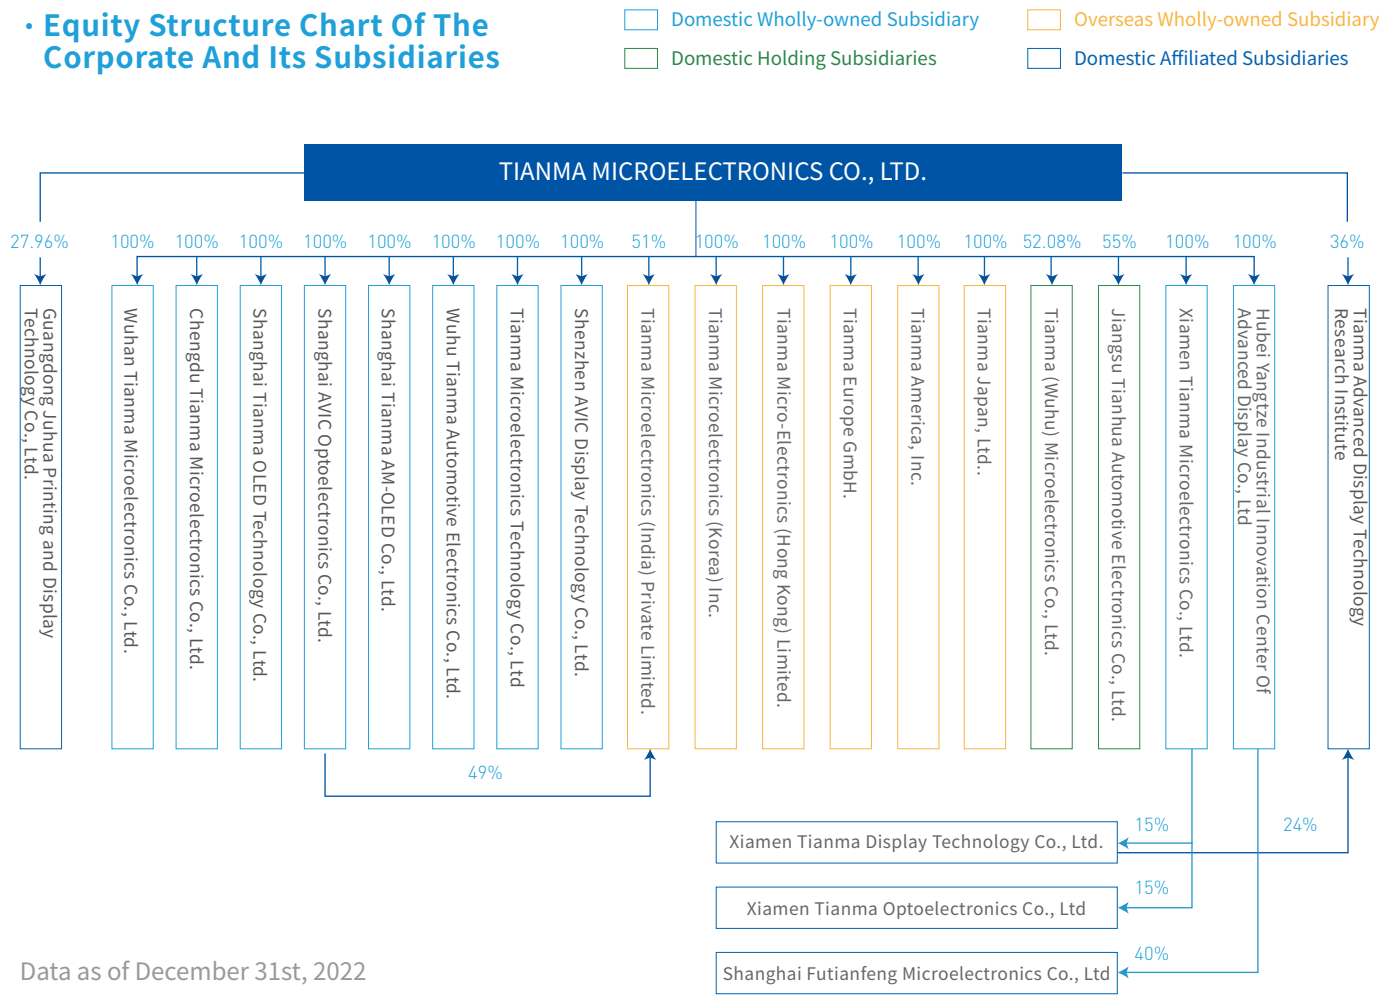 · Equity Structure Chart Of The
Corporate And Its Subsidiaries
Domestic Wholly-owned Subsidiary
Overseas Wholly-owned Subsidiary
Domestic Holding Subsidiaries
Domestic Affiliated Subsidiaries
TIANMA MICROELECTRONICS CO., LTD.
27.96%
100%
100%
100%
100%
100%
100%
100%
100%
51%
100%
100%
100%
100%
100%
52.08%
55%
100%
100%
36%
Guangdong Juhua Printing and Display
Technology Co., Ltd.
Wuhan Tianma Microelectronics Co., Ltd.
Chengdu Tianma Microelectronics Co., Ltd.
Shanghai Tianma OLED Technology Co., Ltd.
Shanghai AVIC Optoelectronics Co., Ltd.
Shanghai Tianma AM-OLED Co., Ltd.
Wuhu Tianma Automotive Electronics Co., Ltd.
Tianma Microelectronics Technology Co., Ltd
Shenzhen AVIC Display Technology Co., Ltd.
Tianma Microelectronics (India) Private Limited.
Tianma Microelectronics (Korea) Inc.
Tianma Micro-Electronics (Hong Kong) Limited.
Tianma Europe GmbH.
Tianma America, Inc.
Tianma Japan, Ltd..
Tianma (Wuhu) Microelectronics Co., Ltd.
Jiangsu Tianhua Automotive Electronics Co., Ltd.
Xiamen Tianma Microelectronics Co., Ltd.
Hubei Yangtze Industrial Innovation Center Of
Advanced Display Co., Ltd
Tianma Advanced Display Technology
Research Institute
49%
Xiamen Tianma Display Technology Co., Ltd.
15%
24%
Xiamen Tianma Optoelectronics Co., Ltd
15%
Shanghai Futianfeng Microelectronics Co., Ltd
40%
Data as of December 31st, 2022